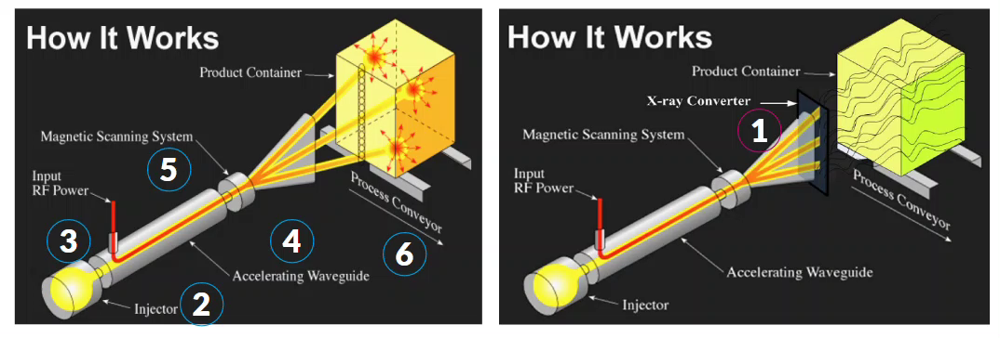 How It Works
Product Container
Magnetic Scanning System
5
Input
RF Power
3
4
Process Conveyor
6
Accelerating Waveguide
Injector
2
How It Works
Product Container
X-ray Converter
1
Magnetic Scanning System
Input
RF Power
Process Conveyor
Accelerating Waveguide
Injector